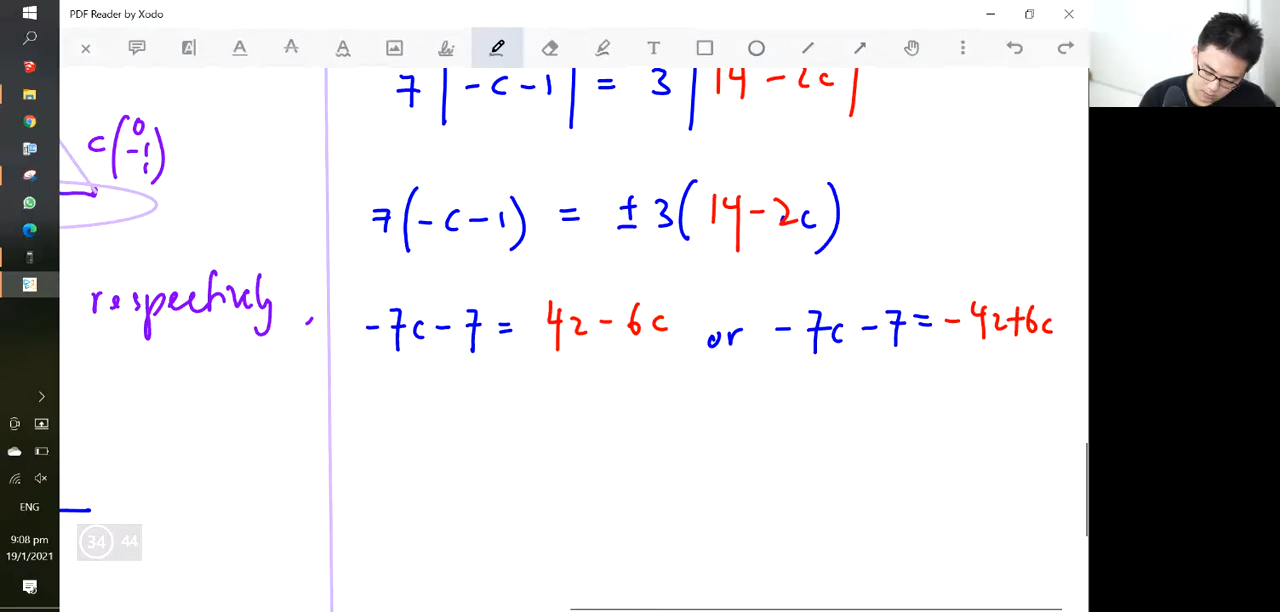 PDF Reader by Xodo
7|-c-1| = 3|14-2c|
c(0 -1 1)
7(-c-1) = ±3(14-2c)
respectively,
-7c-7 = 42-6c or -7c-7 = -42+6c
ENG
9:08 pm
19/1/2021
34 44